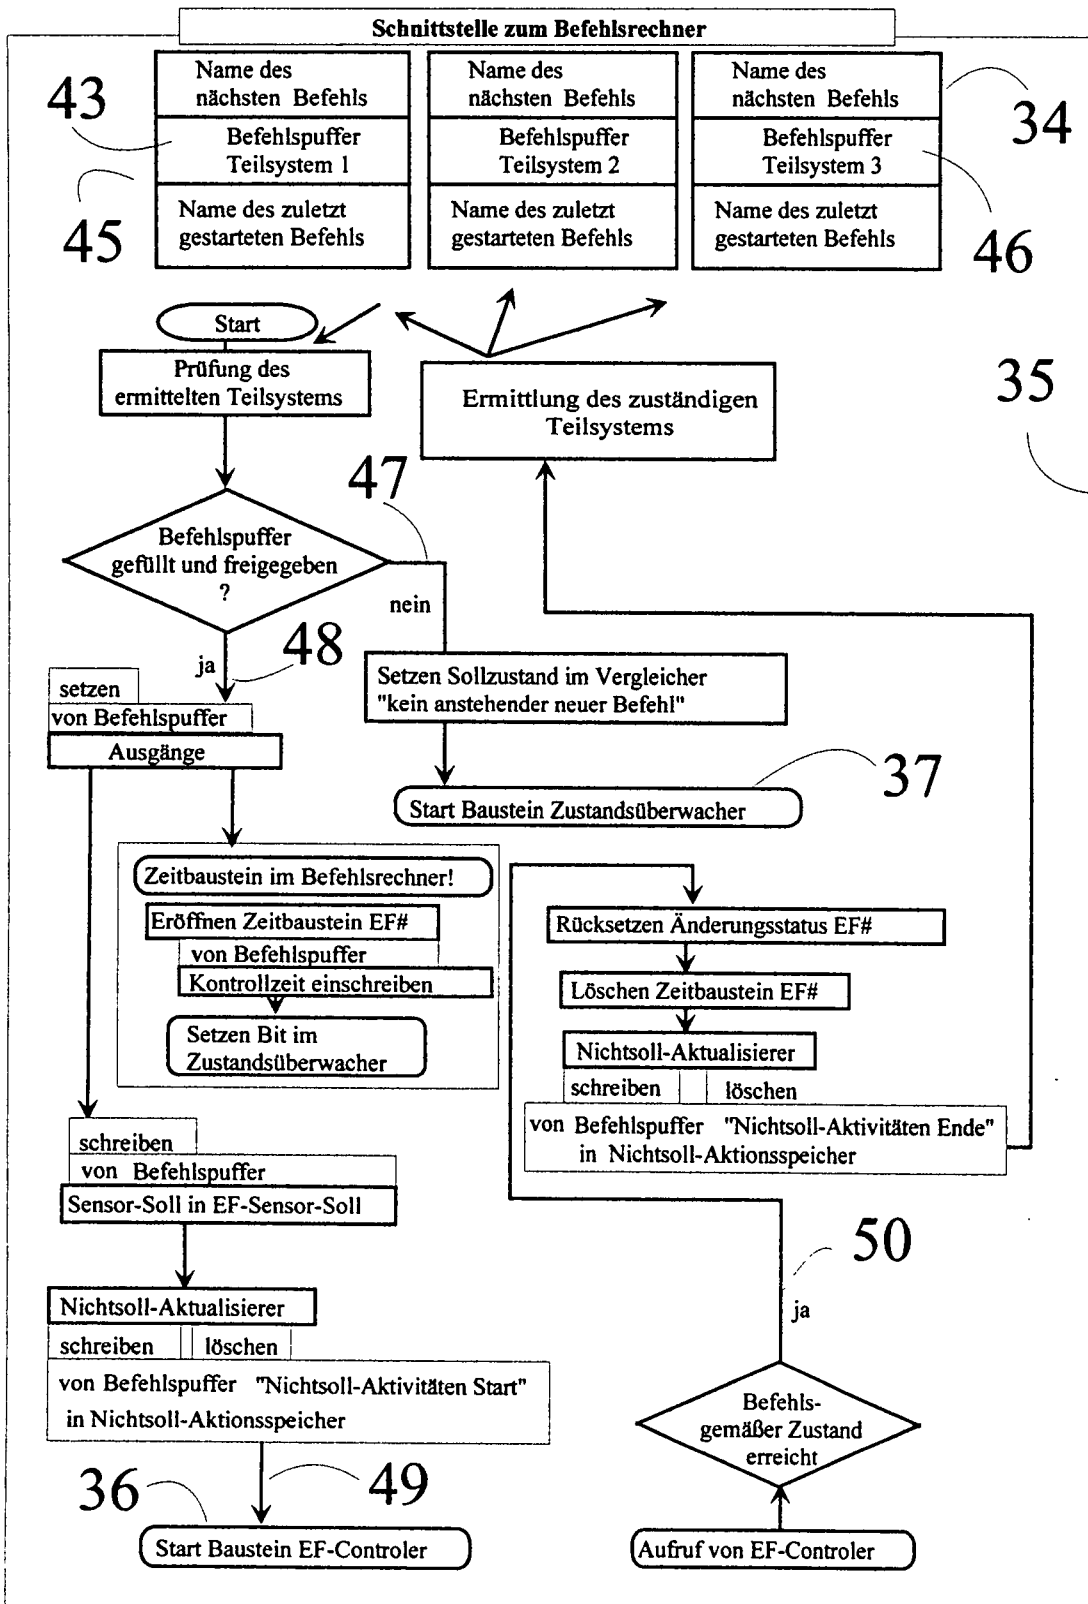 Schnittstelle zum Befehlsrechner
Name des
nächsten Befehls
Befehlspuffer
Teilsystem 1
Name des zuletzt
gestarteten Befehls
Name des
nächsten Befehls
Befehlspuffer
Teilsystem 2
Name des zuletzt
gestarteten Befehls
Name des
nächsten Befehls
Befehlspuffer
Teilsystem 3
Name des zuletzt
gestarteten Befehls
43
45
34
46
Start
Prüfung des
ermittelten Teilsystems
Ermittlung des zuständigen
Teilsystems
35
47
Befehlspuffer
gefüllt und freigegeben
?
nein
ja
48
Setzen Sollzustand im Vergleicher
"kein anstehender neuer Befehl"
setzen
von Befehlspuffer
Ausgänge
37
Start Baustein Zustandsüberwacher
Zeitbaustein im Befehlsrechner!
Eröffnen Zeitbaustein EF#
von Befehlspuffer
Kontrollzeit einschreiben
Setzen Bit im
Zustandsüberwacher
Rücksetzen Änderungsstatus EF#
Löschen Zeitbaustein EF#
Nichtsoll-Aktualisierer
schreiben löschen
von Befehlspuffer "Nichtsoll-Aktivitäten Ende"
in Nichtsoll-Aktionsspeicher
schreiben
von Befehlspuffer
Sensor-Soll in EF-Sensor-Soll
Nichtsoll-Aktualisierer
schreiben löschen
von Befehlspuffer "Nichtsoll-Aktivitäten Start"
in Nichtsoll-Aktionsspeicher
50
ja
Befehls-
gemäßer Zustand
erreicht
36
49
Start Baustein EF-Controler
Aufruf von EF-Controler